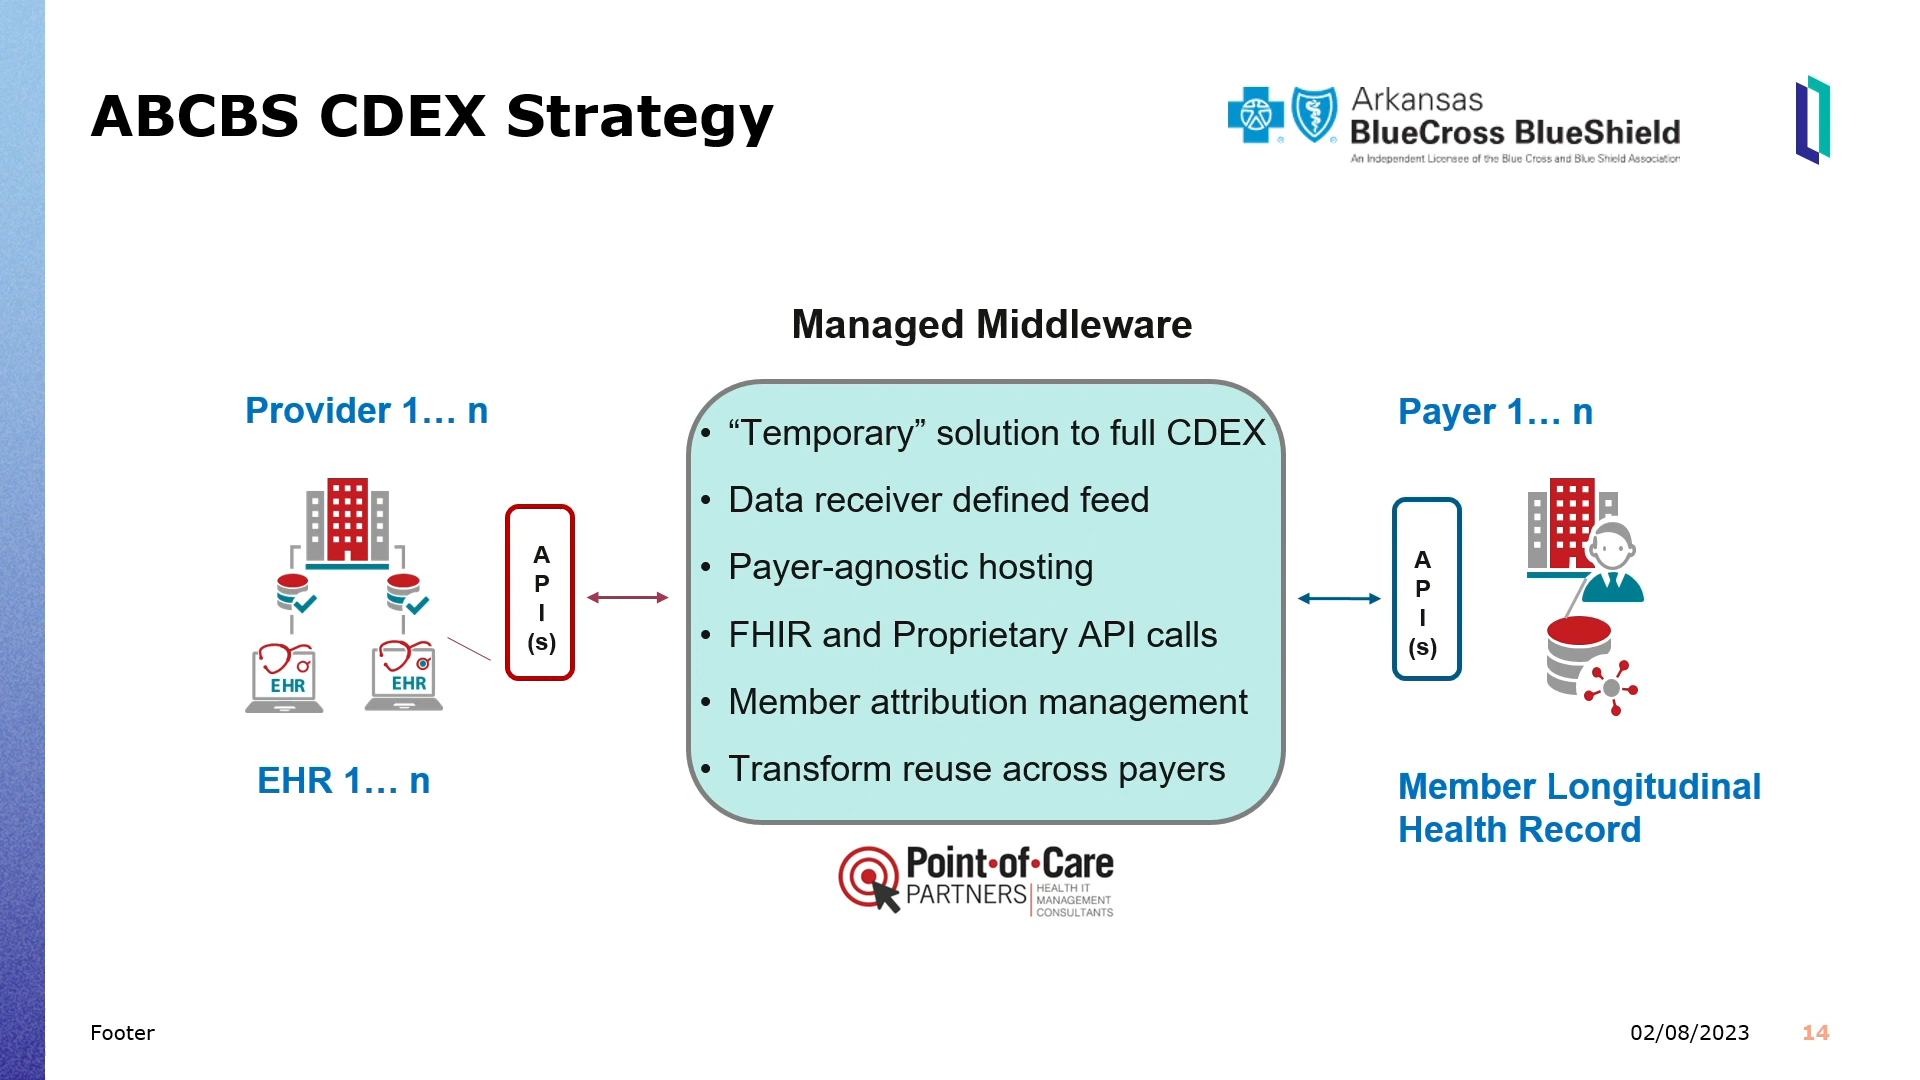 ABCBS CDEX Strategy
Arkansas
BlueCross BlueShield
An Independent Licensee of the Blue Cross and Blue Shield Association
Managed Middleware
Provider 1... n
EHR
EHR
EHR 1... n
A
P
I
(s)
• “Temporary” solution to full CDEX
• Data receiver defined feed
• Payer-agnostic hosting
• FHIR and Proprietary API calls
• Member attribution management
• Transform reuse across payers
Point•of•Care
PARTNERS
HEALTH IT
MANAGEMENT
CONSULTANTS
A
P
I
(s)
Payer 1... n
Member Longitudinal
Health Record
Footer
02/08/2023
14